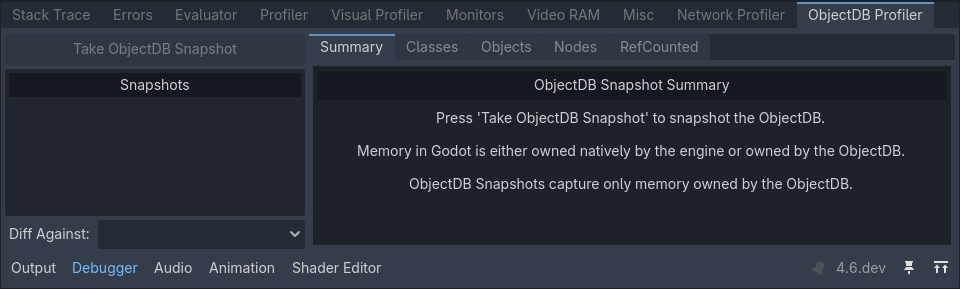 Stack Trace Errors Evaluator Profiler Visual Profiler Monitors Video RAM Misc Network Profiler ObjectDB Profiler
Take ObjectDB Snapshot
Summary Classes Objects Nodes RefCounted
Snapshots
ObjectDB Snapshot Summary
Press 'Take ObjectDB Snapshot' to snapshot the ObjectDB.
Memory in Godot is either owned natively by the engine or owned by the ObjectDB.
ObjectDB Snapshots capture only memory owned by the ObjectDB.
Diff Against:
Output Debugger Audio Animation Shader Editor 4.6.dev